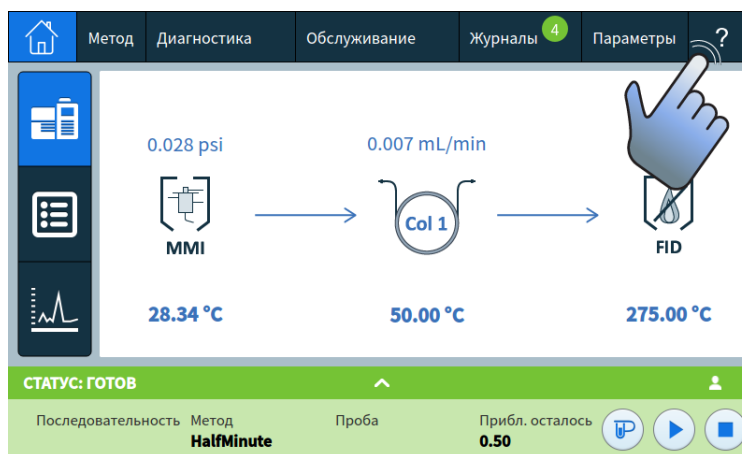 Метод Диагностика Обслуживание Журналы 4 Параметры ?
0.028 psi 0.007 mL/min
Col 1
MMI FID
28.34 °C 50.00 °C 275.00 °C
СТАТУС: ГОТОВ
Последовательность Метод Проба Прибл. осталось
HalfMinute 0.50